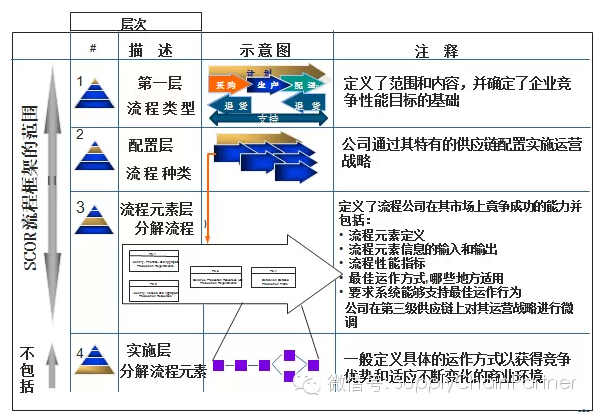 层次
# 描 述 示意图 注 释
SCOR流程框架的范围
1
第一层
流程类型
计 划
采购 生产 配送
退货 退货
支持
定义了范围和内容，并确定了企业竞
争性能目标的基础
2
配置层
流程种类
公司通过其特有的供应链配置实施运营
战略
3
流程元素层
分解流程
定义了流程公司在其市场上竞争成功的能力并
包括:
· 流程元素定义
· 流程元素信息的输入和输出
· 流程性能指标
· 最佳运作方式,哪些地方适用
· 要求系统能够支持最佳运作行为
公司在第三级供应链上对其运营战略进行微
调
不包括
4
实施层
分解流程元素
一般定义具体的运作方式以获得竞争
优势和适应不断变化的商业环境
微信号: SupplyChainPlanner